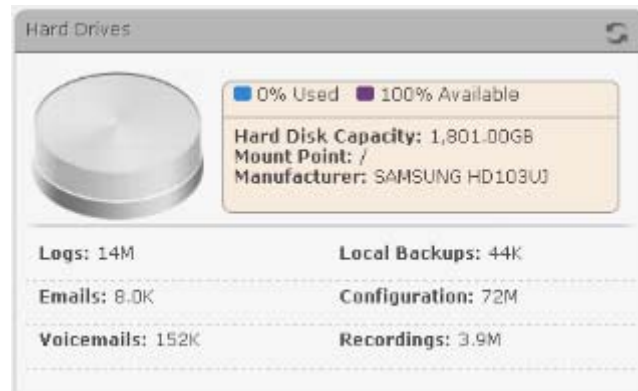 Hard Drives
0% Used 100% Available
Hard Disk Capacity: 1,801.00GB
Mount Point: /
Manufacturer: SAMSUNG HD103UJ
Logs: 14M Local Backups: 44K
Emails: 8.0K Configuration: 72M
Voicemails: 152K Recordings: 3.9M